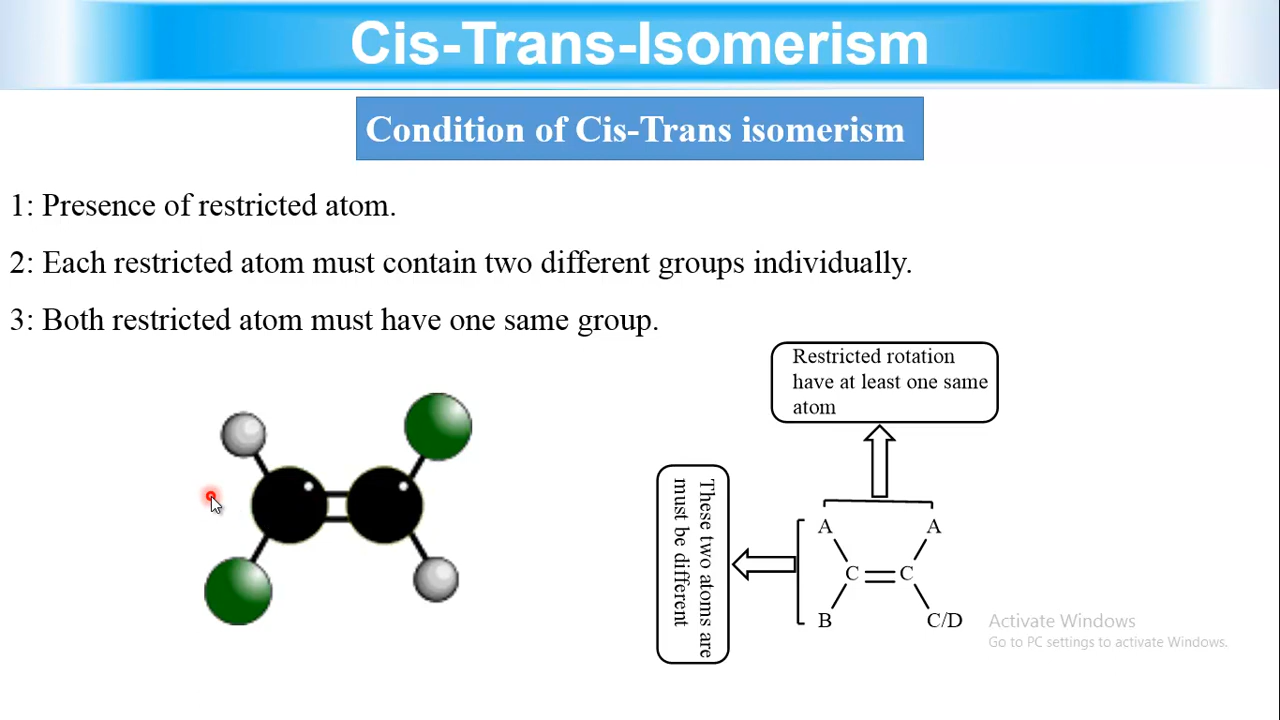 Cis-Trans-Isomerism
Condition of Cis-Trans isomerism
1: Presence of restricted atom.
2: Each restricted atom must contain two different groups individually.
3: Both restricted atom must have one same group.
Restricted rotation
have at least one same
atom
These two atoms are
must be different
A
A
C
C
B
C/D
Activate Windows
Go to PC settings to activate Windows.